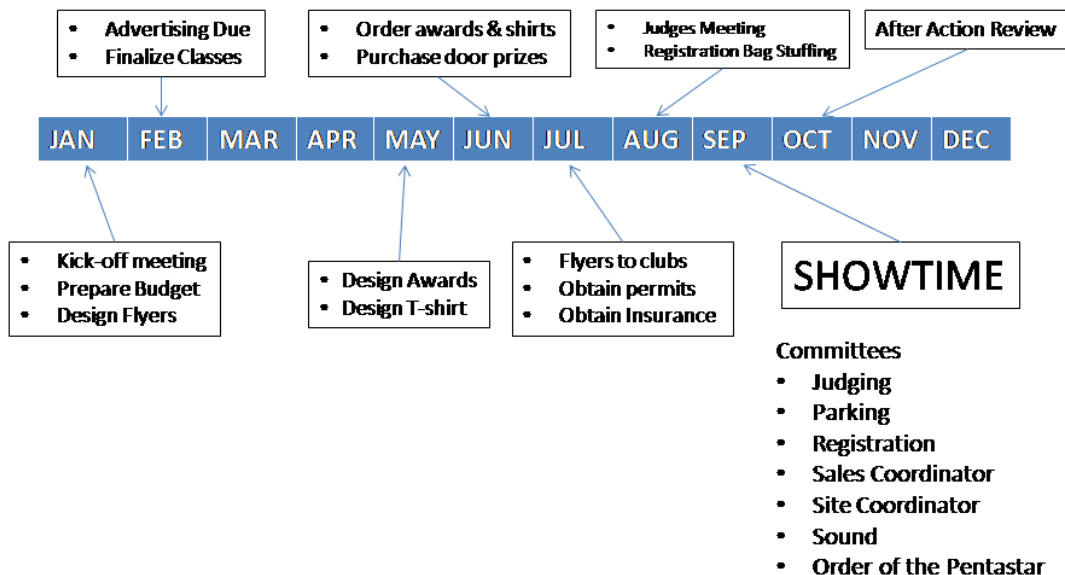 • Advertising Due
• Finalize Classes
• Order awards & shirts
• Purchase door prizes
• Judges Meeting
• Registration Bag Stuffing
After Action Review
JAN FEB MAR APR MAY JUN JUL AUG SEP OCT NOV DEC
• Kick-off meeting
• Prepare Budget
• Design Flyers
• Design Awards
• Design T-shirt
• Flyers to clubs
• Obtain permits
• Obtain Insurance
SHOWTIME
Committees
• Judging
• Parking
• Registration
• Sales Coordinator
• Site Coordinator
• Sound
• Order of the Pentastar